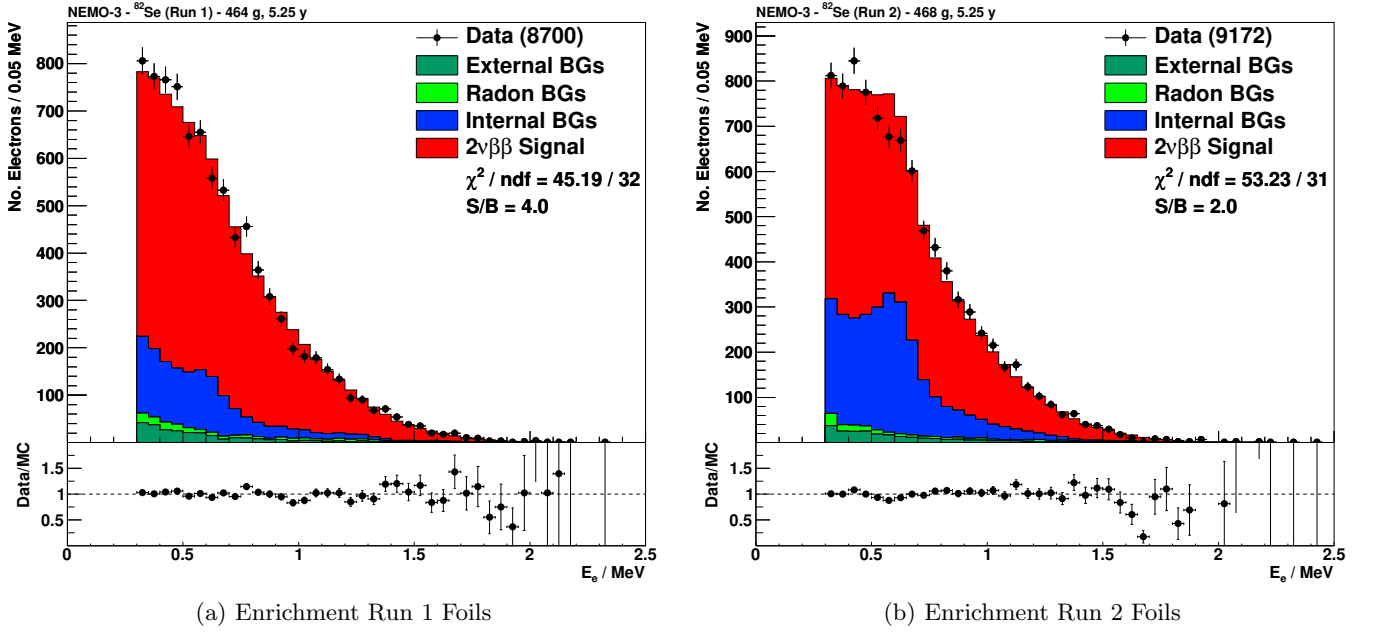 NEMO-3 - ⁸²Se (Run 1) - 464 g, 5.25 y
No. Electrons / 0.05 MeV
800
700
600
500
400
300
200
100
Data (8700)
External BGs
Radon BGs
Internal BGs
2νββ Signal
χ² / ndf = 45.19 / 32
S/B = 4.0
Data/MC
1.5
1
0.5
0 0.5 1 1.5 2 2.5
Eₑ / MeV
(a) Enrichment Run 1 Foils
NEMO-3 - ⁸²Se (Run 2) - 468 g, 5.25 y
No. Electrons / 0.05 MeV
900
800
700
600
500
400
300
200
100
Data (9172)
External BGs
Radon BGs
Internal BGs
2νββ Signal
χ² / ndf = 53.23 / 31
S/B = 2.0
Data/MC
1.5
1
0.5
0 0.5 1 1.5 2 2.5
Eₑ / MeV
(b) Enrichment Run 2 Foils